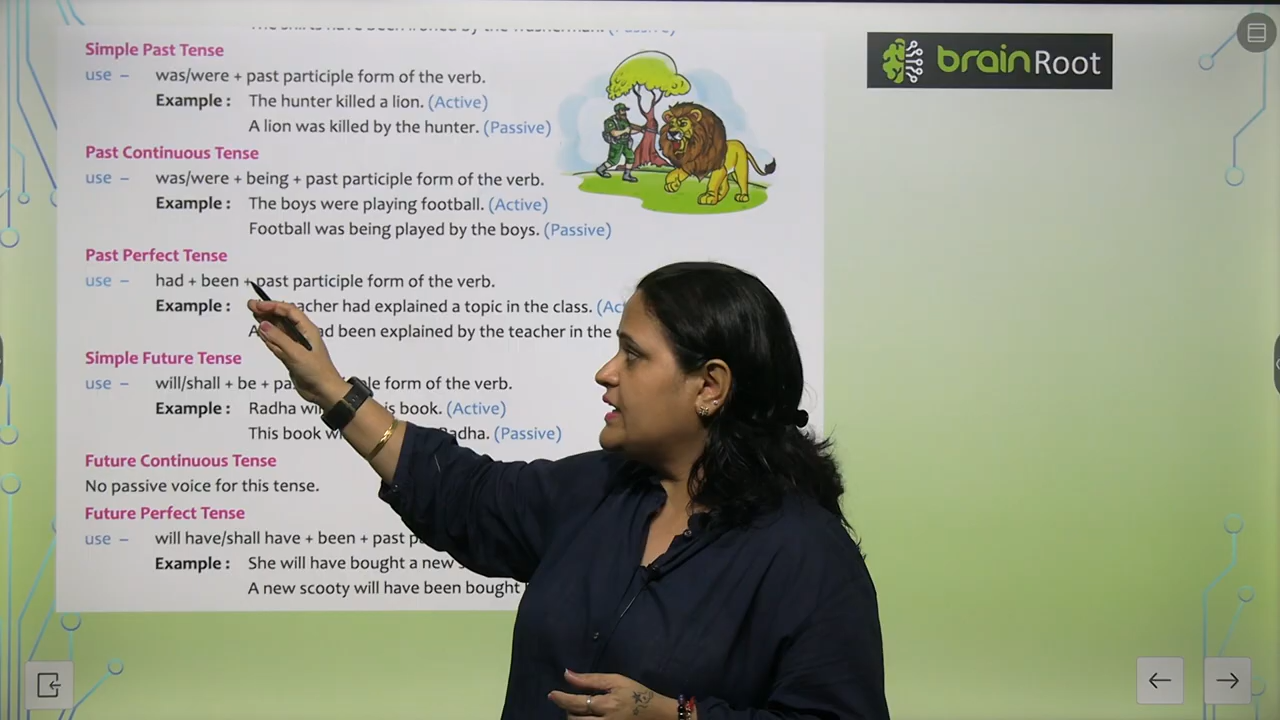 (Passive)
Simple Past Tense
use – was/were + past participle form of the verb.
Example : The hunter killed a lion. (Active)
A lion was killed by the hunter. (Passive)
Past Continuous Tense
use – was/were + being + past participle form of the verb.
Example : The boys were playing football. (Active)
Football was being played by the boys. (Passive)
Past Perfect Tense
use – had + been + past participle form of the verb.
Example : had explained a topic in the class.
been explained by the teacher in the
Simple Future Tense
use – will/shall + be + form of the verb.
Example : Radha book. (Active)
This book Radha. (Passive)
Future Continuous Tense
No passive voice for this tense.
Future Perfect Tense
use – will have/shall have + been + past
Example : She will have bought a new
A new scooty will have been bought
brainRoot